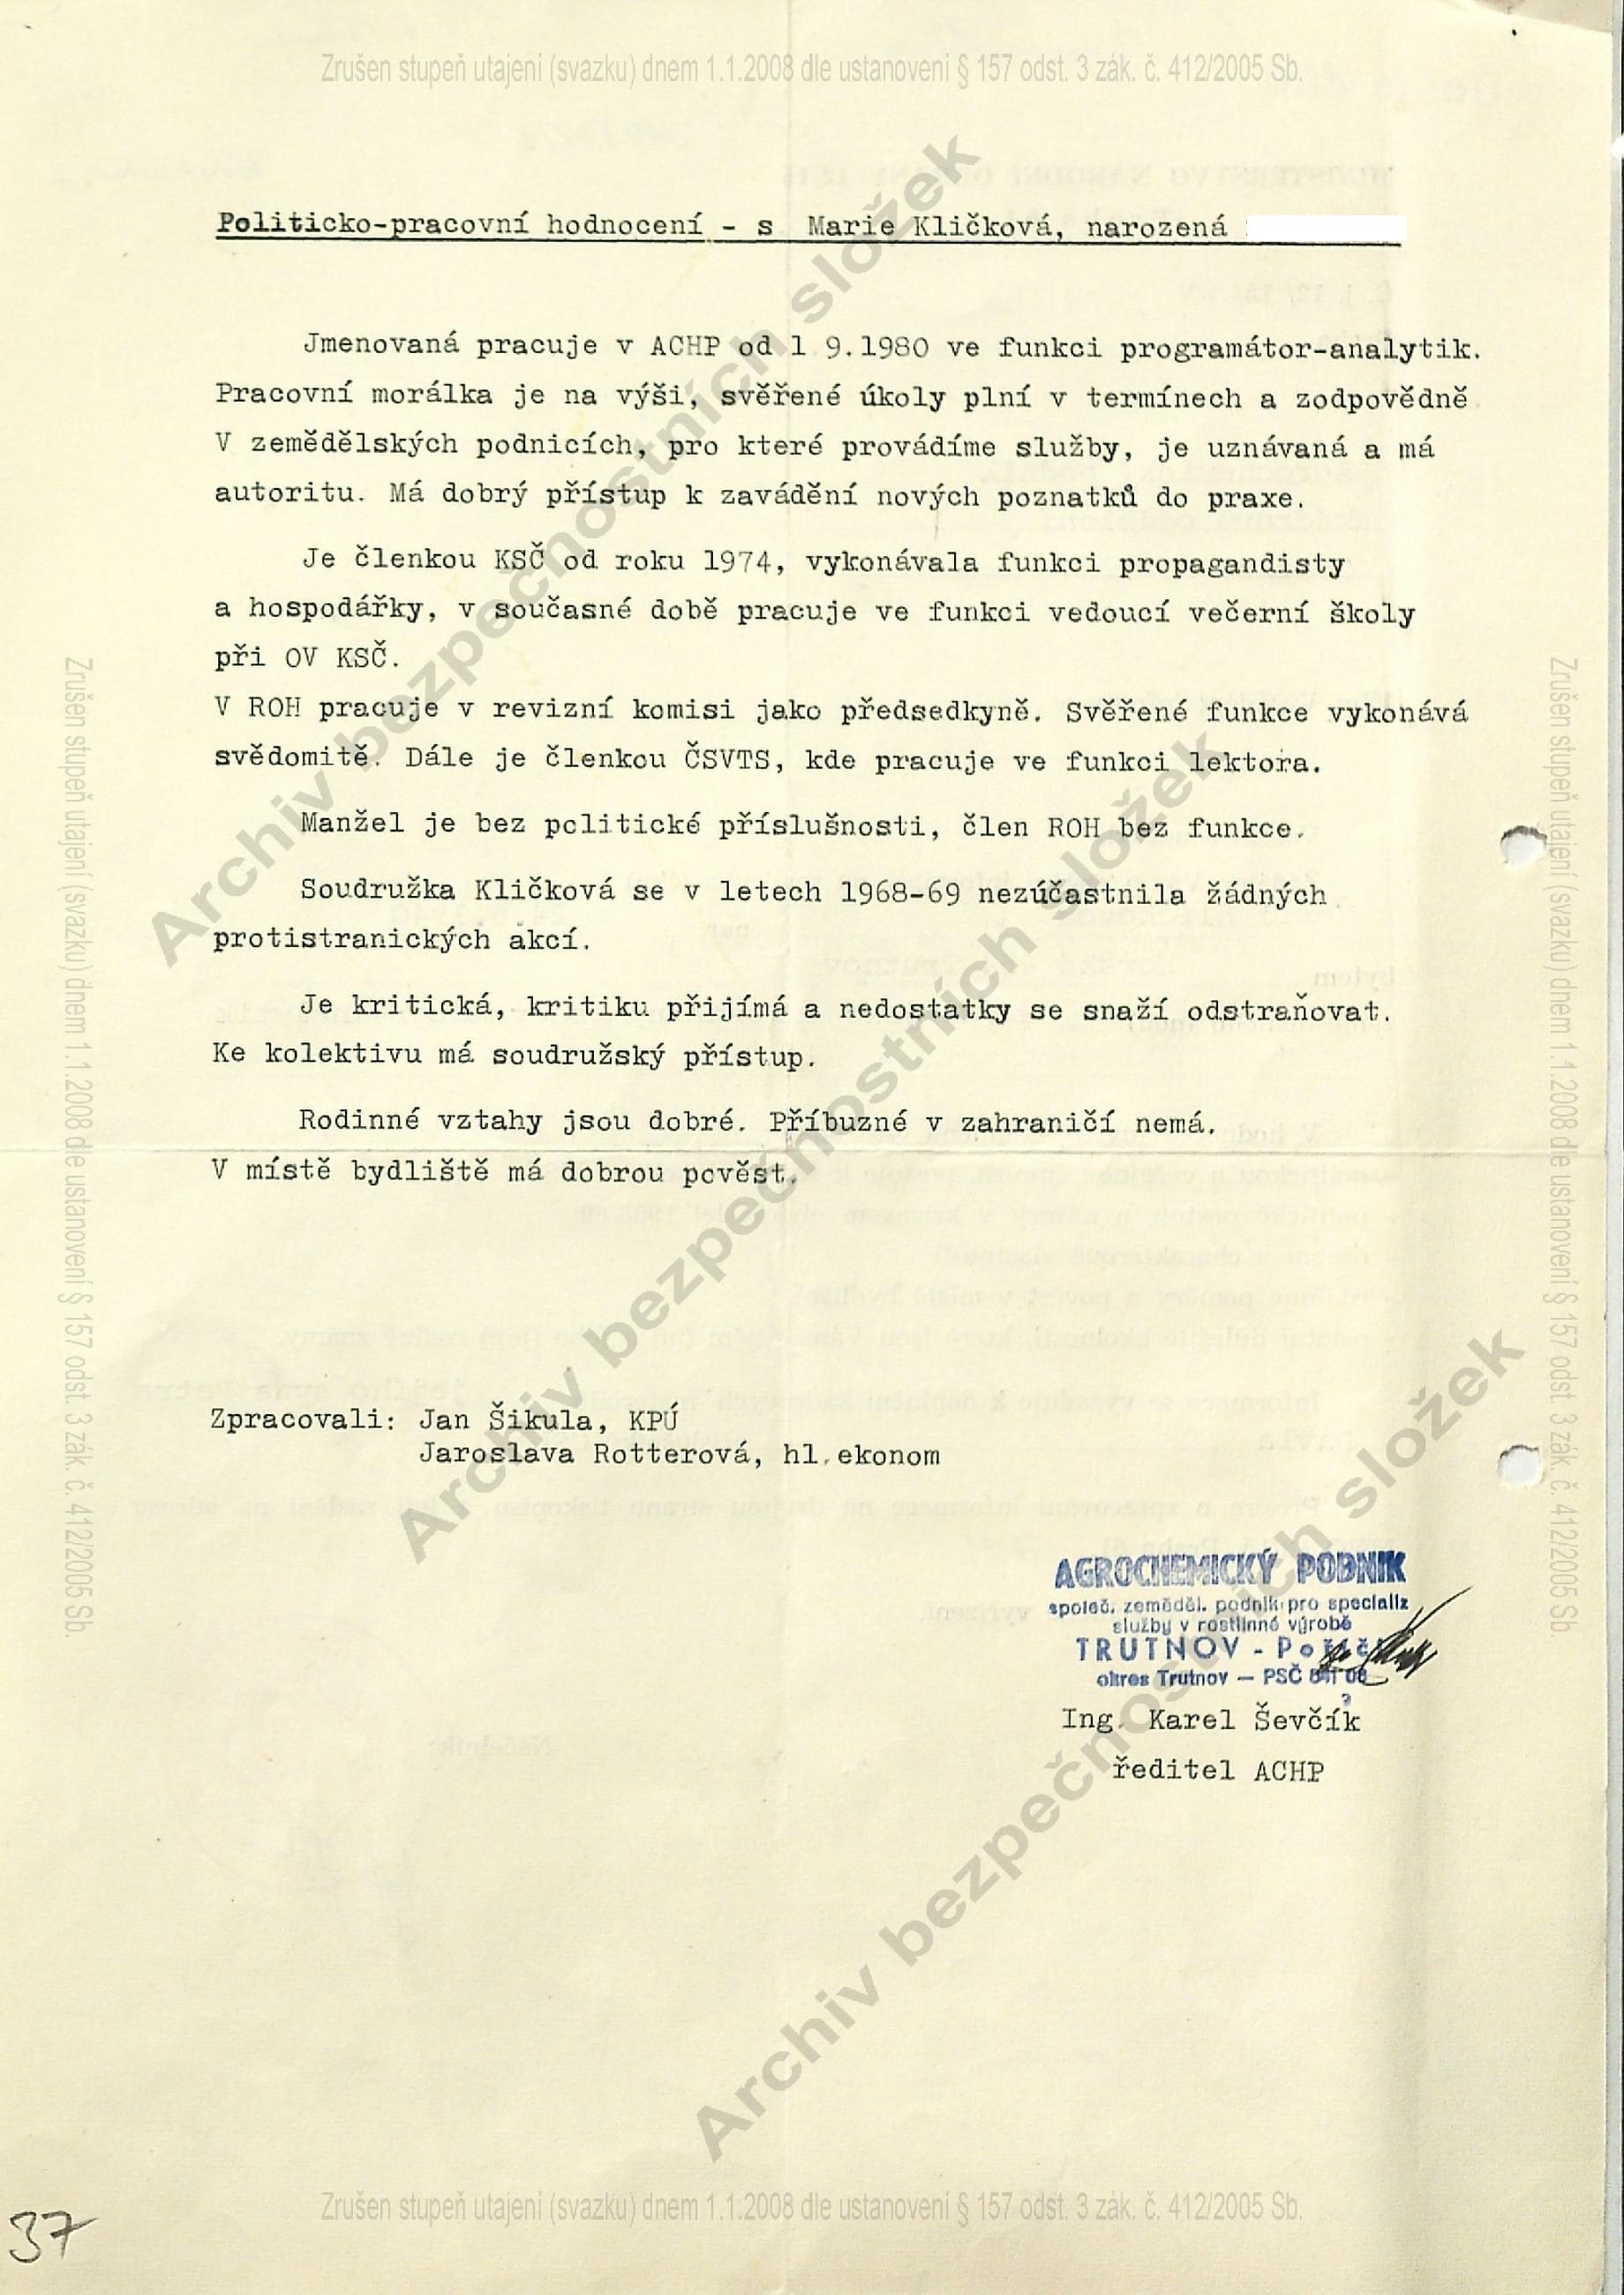 Zrušen stupeň utajení (svazku) dnem 1.1.2008 dle ustanovení § 157 odst. 3 zák. č. 412/2005 Sb.
Politicko-pracovní hodnocení - s Marie Kličková, narozená
Jmenovaná pracuje v ACHP od 1 9.1980 ve funkci programátor-analytik.
Pracovní morálka je na výši, svěřené úkoly plní v termínech a zodpovědně.
V zemědělských podnicích, pro které provádíme služby, je uznávaná a má
autoritu. Má dobrý přístup k zavádění nových poznatků do praxe.
Je členkou KSČ od roku 1974, vykonávala funkci propagandisty
a hospodářky, v současné době pracuje ve funkci vedoucí večerní školy
při OV KSČ.
V ROH pracuje v revizní komisi jako předsedkyně. Svěřené funkce vykonává
svědomitě. Dále je členkou ČSVTS, kde pracuje ve funkci lektora.
Manžel je bez politické příslušnosti, člen ROH bez funkce.
Soudružka Kličková se v letech 1968-69 nezúčastnila žádných
protistranických akcí.
Je kritická, kritiku přijímá a nedostatky se snaží odstraňovat.
Ke kolektivu má soudružský přístup.
Rodinné vztahy jsou dobré. Příbuzné v zahraničí nemá.
V místě bydliště má dobrou pověst.
Zpracovali: Jan Šikula, KPÚ
Jaroslava Rotterová, hl.ekonom
AGROCHEMICKÝ PODNIK
společ. zeměděl. podnik pro specializ
služby v rostlinné výrobě
TRUTNOV - Poříčí
okres Trutnov — PSČ 541 03
Ing. Karel Ševčík
ředitel ACHP
37
Zrušen stupeň utajení (svazku) dnem 1.1.2008 dle ustanovení § 157 odst. 3 zák. č. 412/2005 Sb.
Zrušen stupeň utajení (svazku) dnem 1.1.2008 dle ustanovení § 157 odst. 3 zák. č. 412/2005 Sb.
Zrušen stupeň utajení (svazku) dnem 1.1.2008 dle ustanovení § 157 odst. 3 zák. č. 412/2005 Sb.
Archiv bezpečnostních složek
Archiv bezpečnostních složek
Archiv bezpečnostních složek